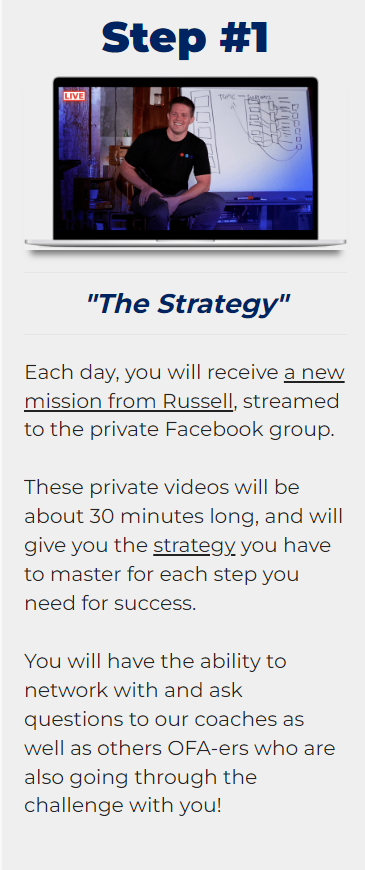 Step #1
LIVE
"The Strategy"
Each day, you will receive a new
mission from Russell, streamed
to the private Facebook group.
These private videos will be
about 30 minutes long, and will
give you the strategy you have
to master for each step you
need for success.
You will have the ability to
network with and ask
questions to our coaches as
well as others OFA-ers who are
also going through the
challenge with you!